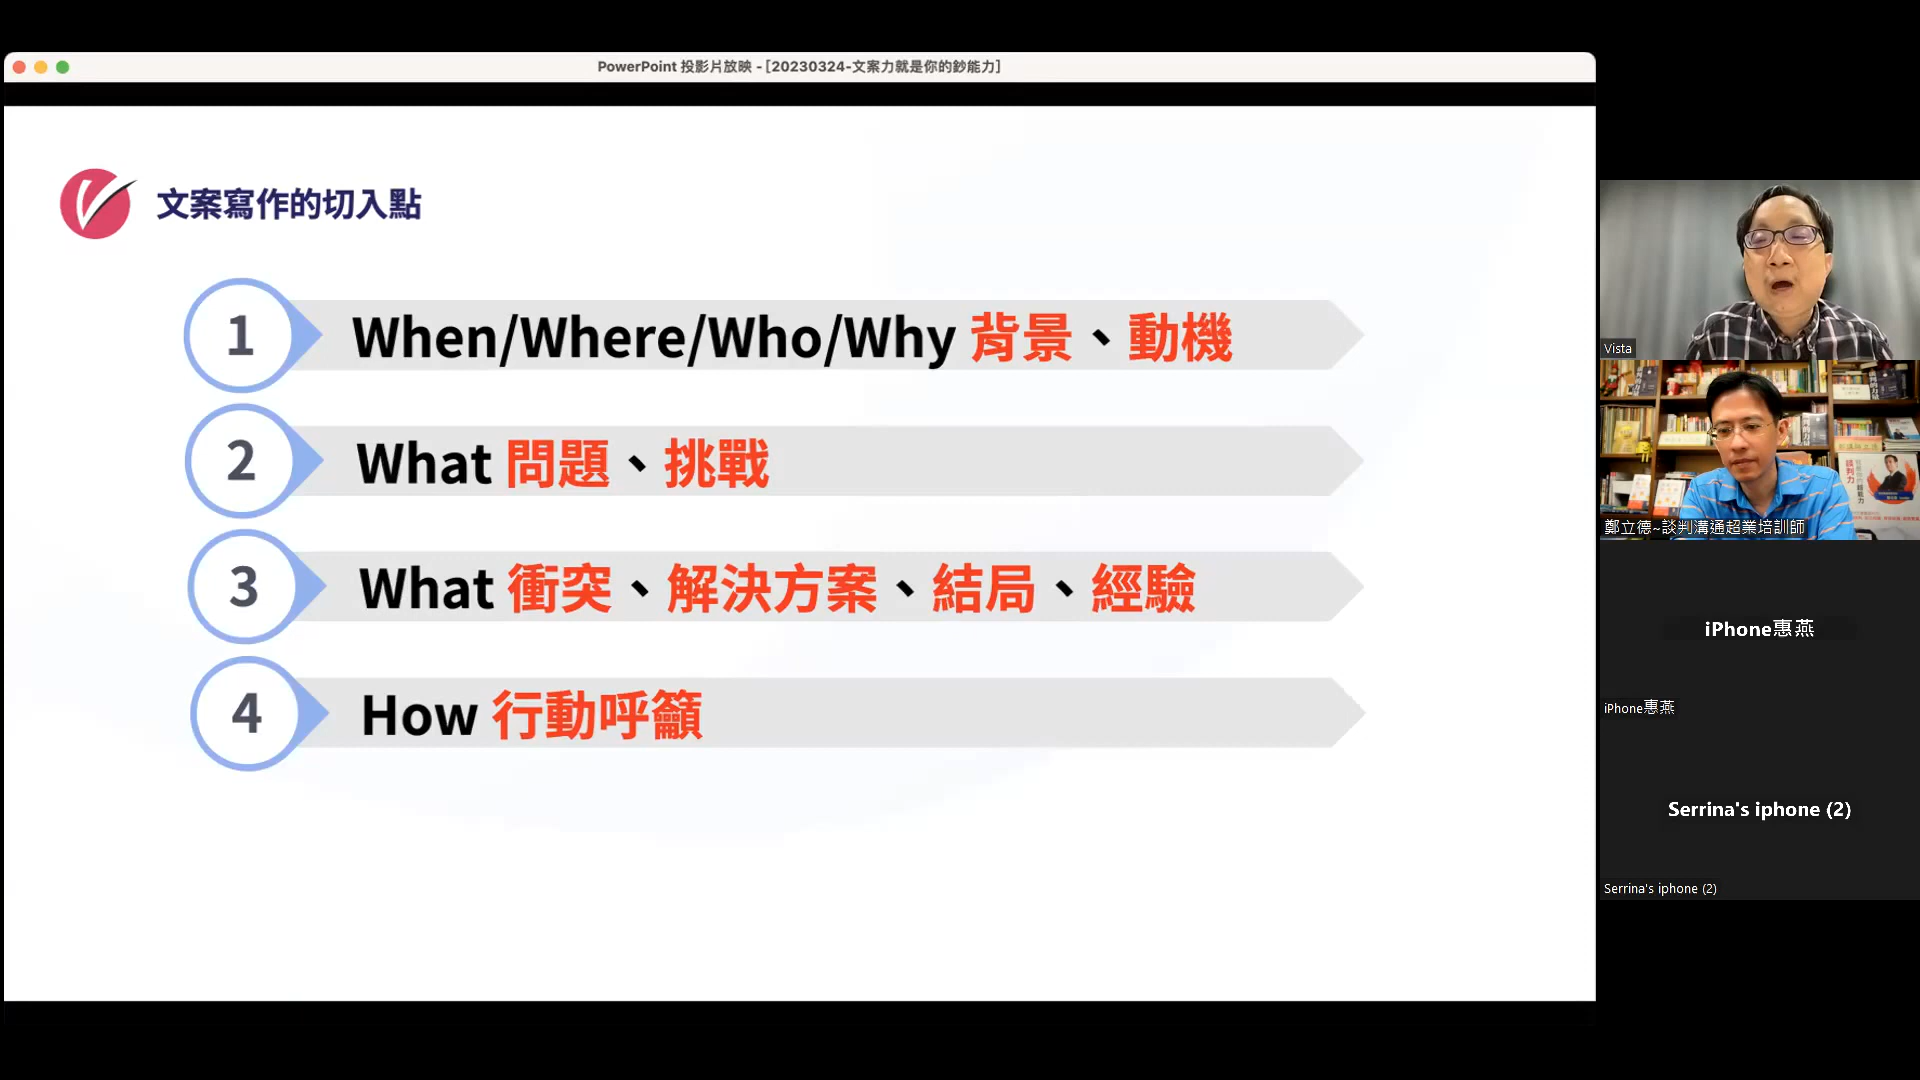 PowerPoint 投影片放映 - [20230324-文案力就是你的鈔能力]
文案寫作的切入點
1
When/Where/Who/Why 背景、動機
2
What 問題、挑戰
3
What 衝突、解決方案、結局、經驗
4
How 行動呼籲
Vista
談判力
鄭立德~談判溝通超業培訓師
iPhone惠燕
iPhone惠燕
Serrina's iphone (2)
Serrina's iphone (2)